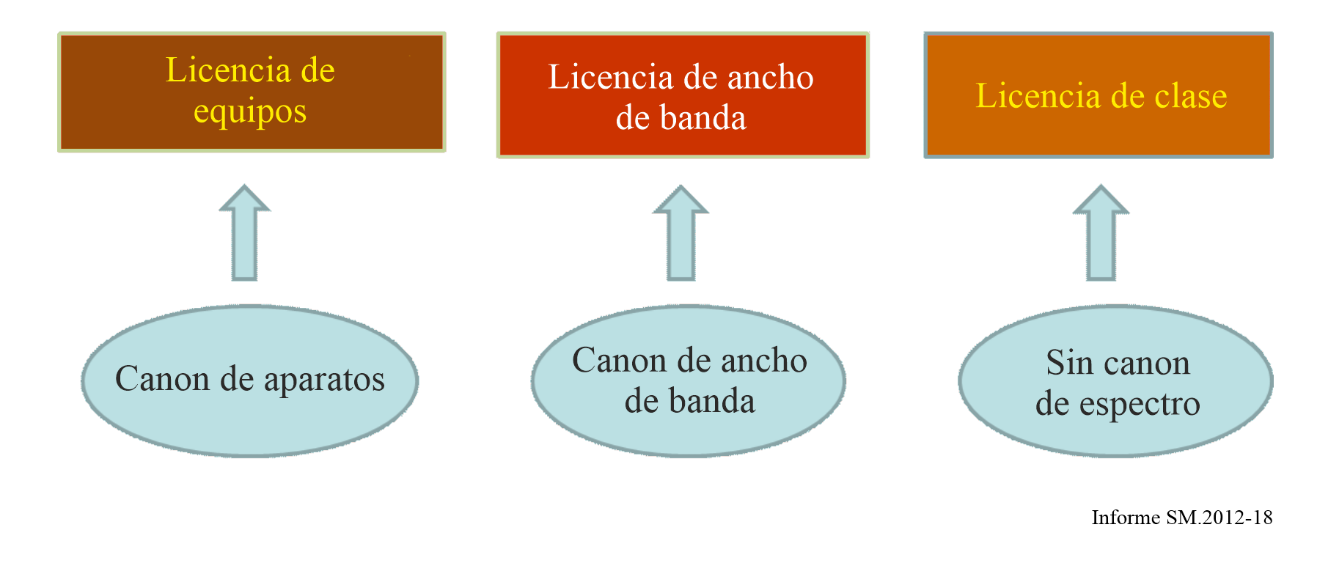 Licencia de
equipos
Licencia de ancho
de banda
Licencia de clase
Canon de aparatos
Canon de ancho
de banda
Sin canon
de espectro
Informe SM.2012-18